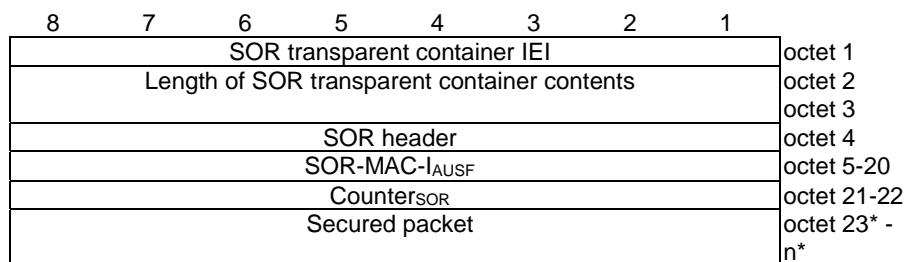 8 7 6 5 4 3 2 1
SOR transparent container IEI octet 1
Length of SOR transparent container contents octet 2
octet 3
SOR header octet 4
SOR-MAC-IAUSF octet 5-20
CounterSOR octet 21-22
Secured packet octet 23* -
n*